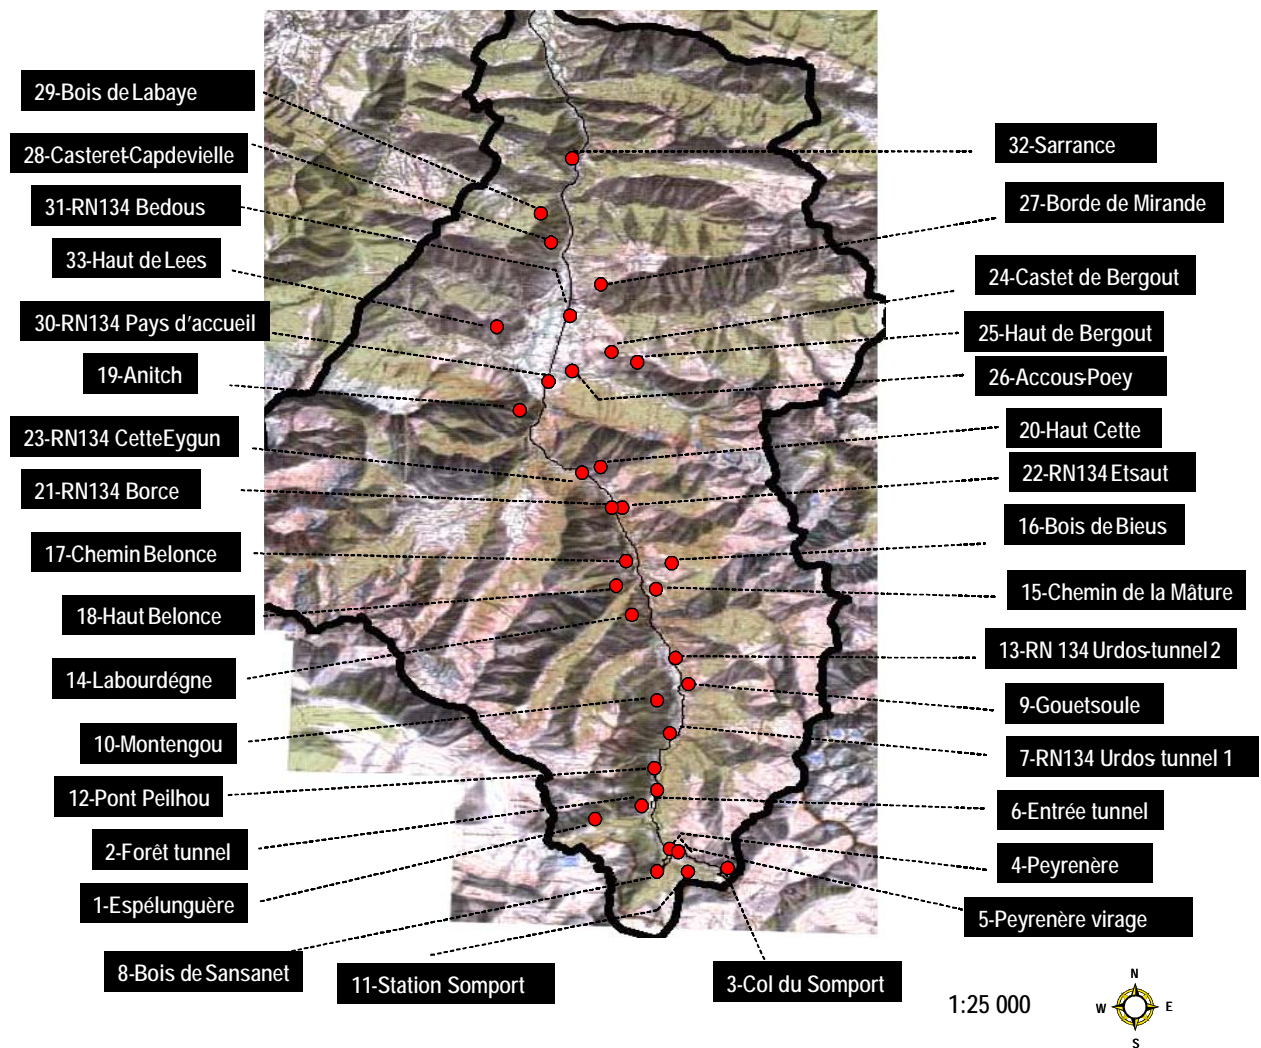 29-Bois de Labaye
28-Casteret-Capdevielle
31-RN134 Bedous
33-Haut de Lees
30-RN134 Pays d'accueil
19-Anitch
23-RN134 CetteEygun
21-RN134 Borce
17-Chemin Belonce
18-Haut Belonce
14-Labourdégne
10-Montengou
12-Pont Peilhou
2-Forêt tunnel
1-Espélunguère
8-Bois de Sansanet
11-Station Somport
3-Col du Somport
32-Sarrance
27-Borde de Mirande
24-Castet de Bergout
25-Haut de Bergout
26-Accous-Poey
20-Haut Cette
22-RN134 Etsaut
16-Bois de Bieus
15-Chemin de la Mâture
13-RN 134 Urdos-tunnel 2
9-Gouetsoule
7-RN134 Urdos tunnel 1
6-Entrée tunnel
4-Peyrenère
5-Peyrenère virage
1:25 000
N
W E
S